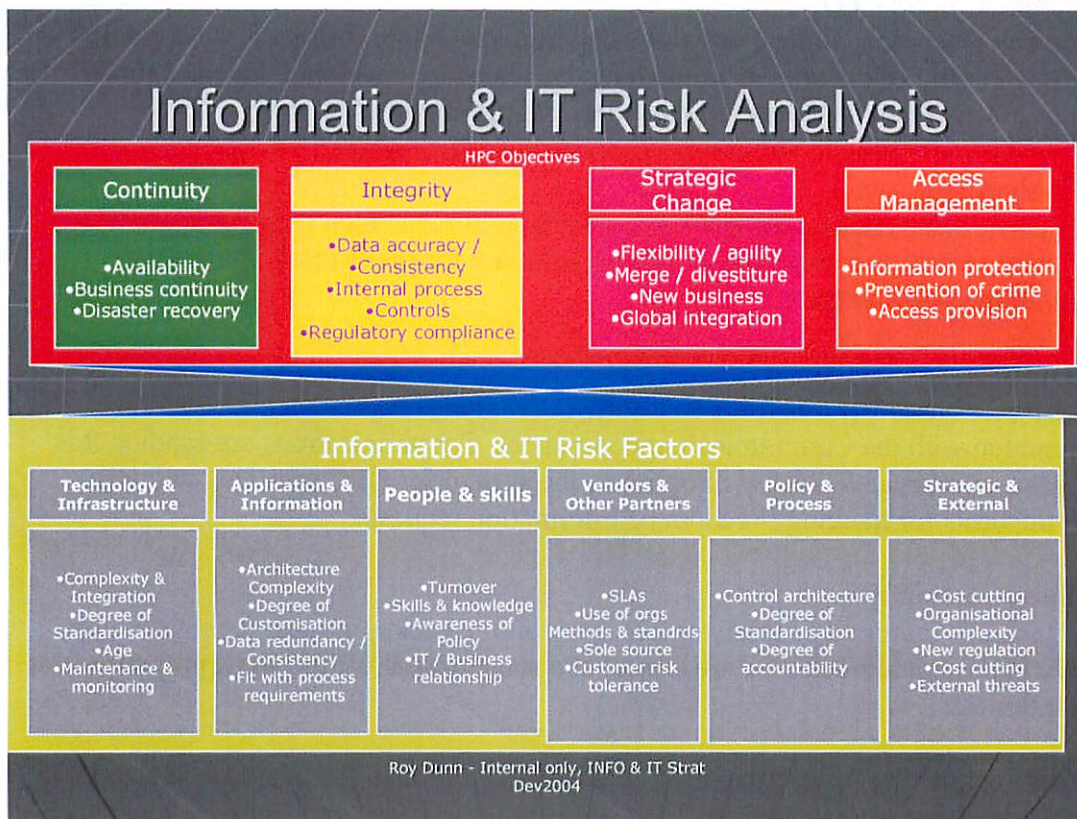 Information & IT Risk Analysis
HPC Objectives
Continuity
•Availability
•Business continuity
•Disaster recovery
Integrity
•Data accuracy /
•Consistency
•Internal process
•Controls
•Regulatory compliance
Strategic
Change
•Flexibility / agility
•Merge / divestiture
•New business
•Global integration
Access
Management
•Information protection
•Prevention of crime
•Access provision
Information & IT Risk Factors
Technology &
Infrastructure
•Complexity &
Integration
•Degree of
Standardisation
•Age
•Maintenance &
monitoring
Applications &
Information
•Architecture
Complexity
•Degree of
Customisation
•Data redundancy /
Consistency
•Fit with process
requirements
People & skills
•Turnover
•Skills & knowledge
•Awareness of
Policy
•IT / Business
relationship
Vendors &
Other Partners
•SLAs
•Use of orgs
Methods & standrds
•Sole source
•Customer risk
tolerance
Policy &
Process
•Control architecture
•Degree of
Standardisation
•Degree of
accountability
Strategic &
External
•Cost cutting
•Organisational
Complexity
•New regulation
•Cost cutting
•External threats
Roy Dunn - Internal only, INFO & IT Strat
Dev2004